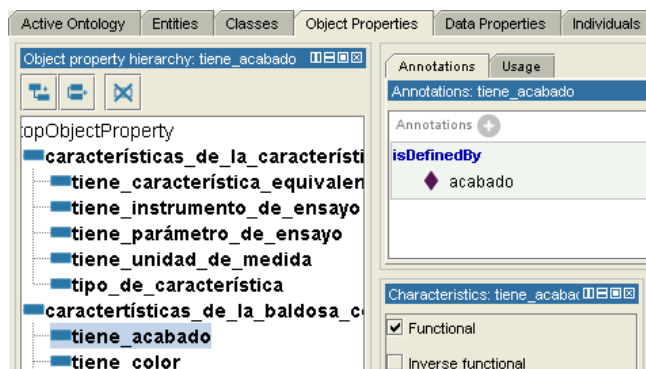 Active Ontology Entities Classes Object Properties Data Properties Individuals
Object property hierarchy: tiene_acabado
topObjectProperty
características_de_la_característi
tiene_característica_equivalen
tiene_instrumento_de_ensayo
tiene_parámetro_de_ensayo
tiene_unidad_de_medida
tipo_de_característica
caractertísticas_de_la_baldosa_c
tiene_acabado
tiene_color
Annotations Usage
Annotations: tiene_acabado
Annotations
isDefinedBy
acabado
Characteristics: tiene_acaba
Functional
Inverse functional